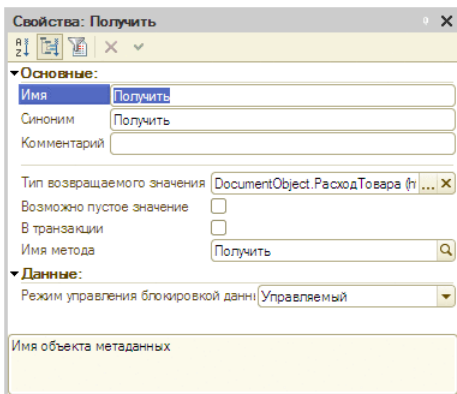 Свойства: Получить
Основные:
Имя Получить
Синоним Получить
Комментарий
Тип возвращаемого значения DocumentObject.РасходТовара (h ...
Возможно пустое значение
В транзакции
Имя метода Получить
Данные:
Режим управления блокировкой данн Управляемый
Имя объекта метаданных